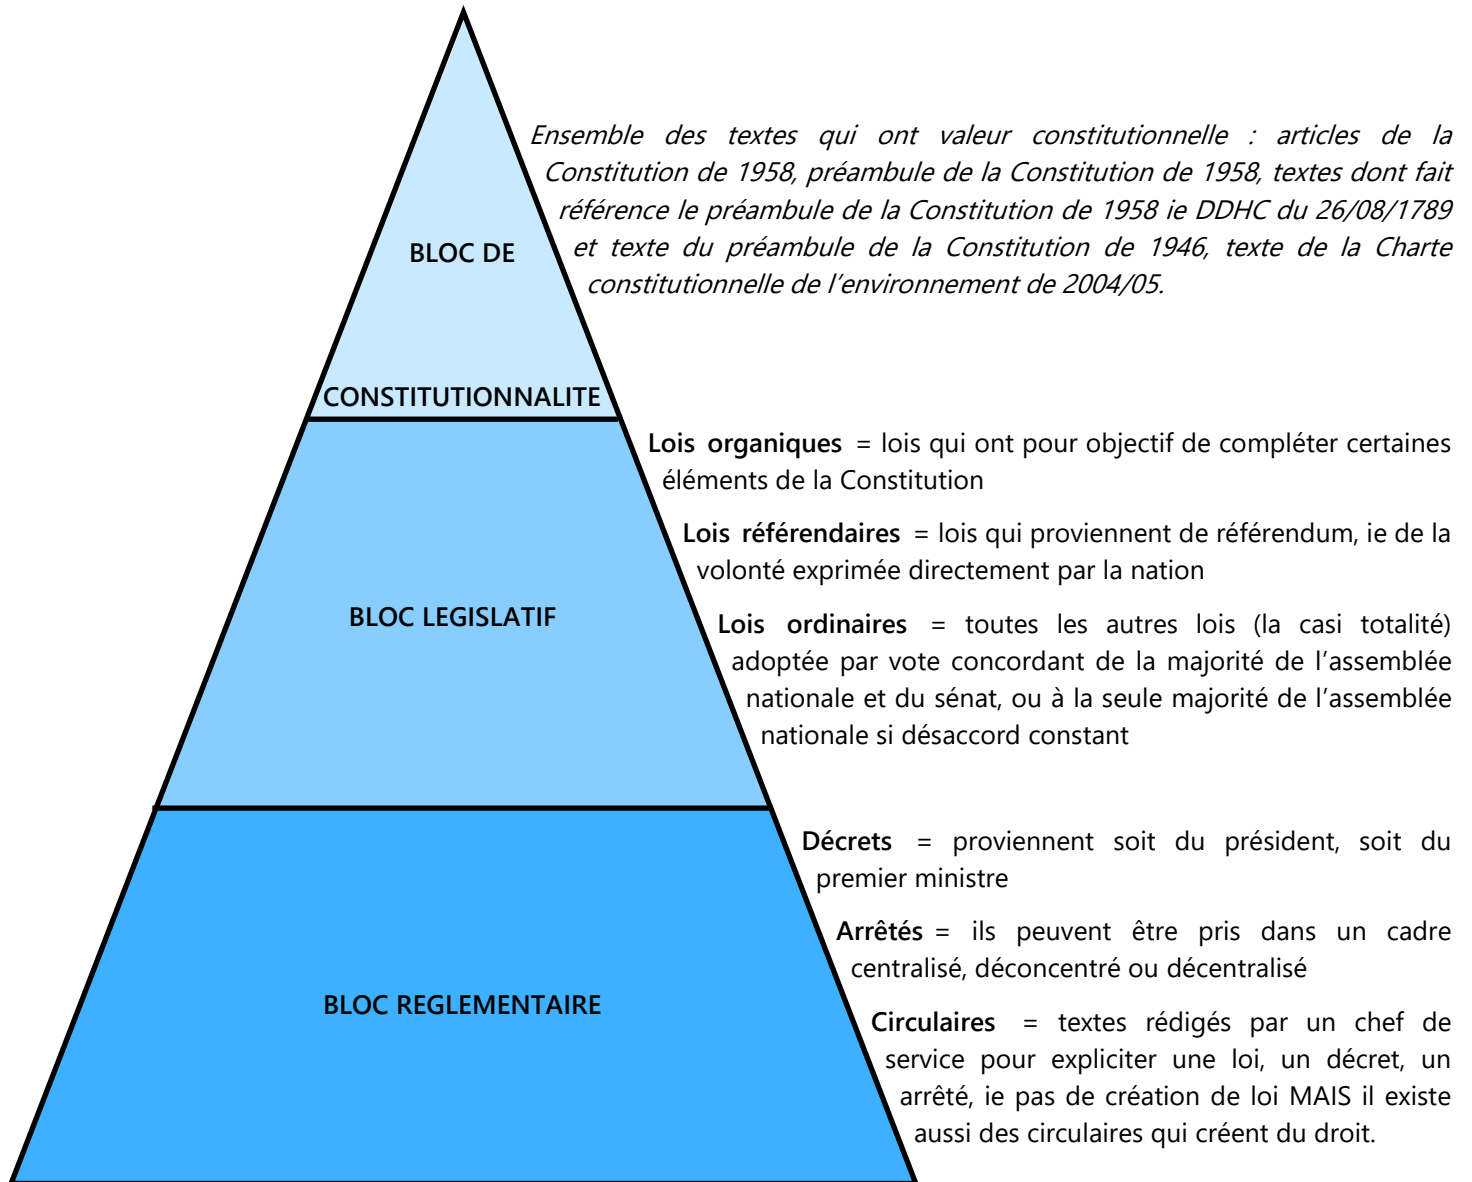 Ensemble des textes qui ont valeur constitutionnelle : articles de la
Constitution de 1958, préambule de la Constitution de 1958, textes dont fait
référence le préambule de la Constitution de 1958 ie DDHC du 26/08/1789
et texte du préambule de la Constitution de 1946, texte de la Charte
constitutionnelle de l’environnement de 2004/05.
BLOC DE
CONSTITUTIONNALITE
Lois organiques = lois qui ont pour objectif de compléter certaines
éléments de la Constitution
Lois référendaires = lois qui proviennent de référendum, ie de la
volonté exprimée directement par la nation
BLOC LEGISLATIF
Lois ordinaires = toutes les autres lois (la casi totalité)
adoptée par vote concordant de la majorité de l’assemblée
nationale et du sénat, ou à la seule majorité de l’assemblée
nationale si désaccord constant
Décrets = proviennent soit du président, soit du
premier ministre
Arrêtés = ils peuvent être pris dans un cadre
centralisé, déconcentré ou décentralisé
BLOC REGLEMENTAIRE
Circulaires = textes rédigés par un chef de
service pour expliciter une loi, un décret, un
arrêté, ie pas de création de loi MAIS il existe
aussi des circulaires qui créent du droit.